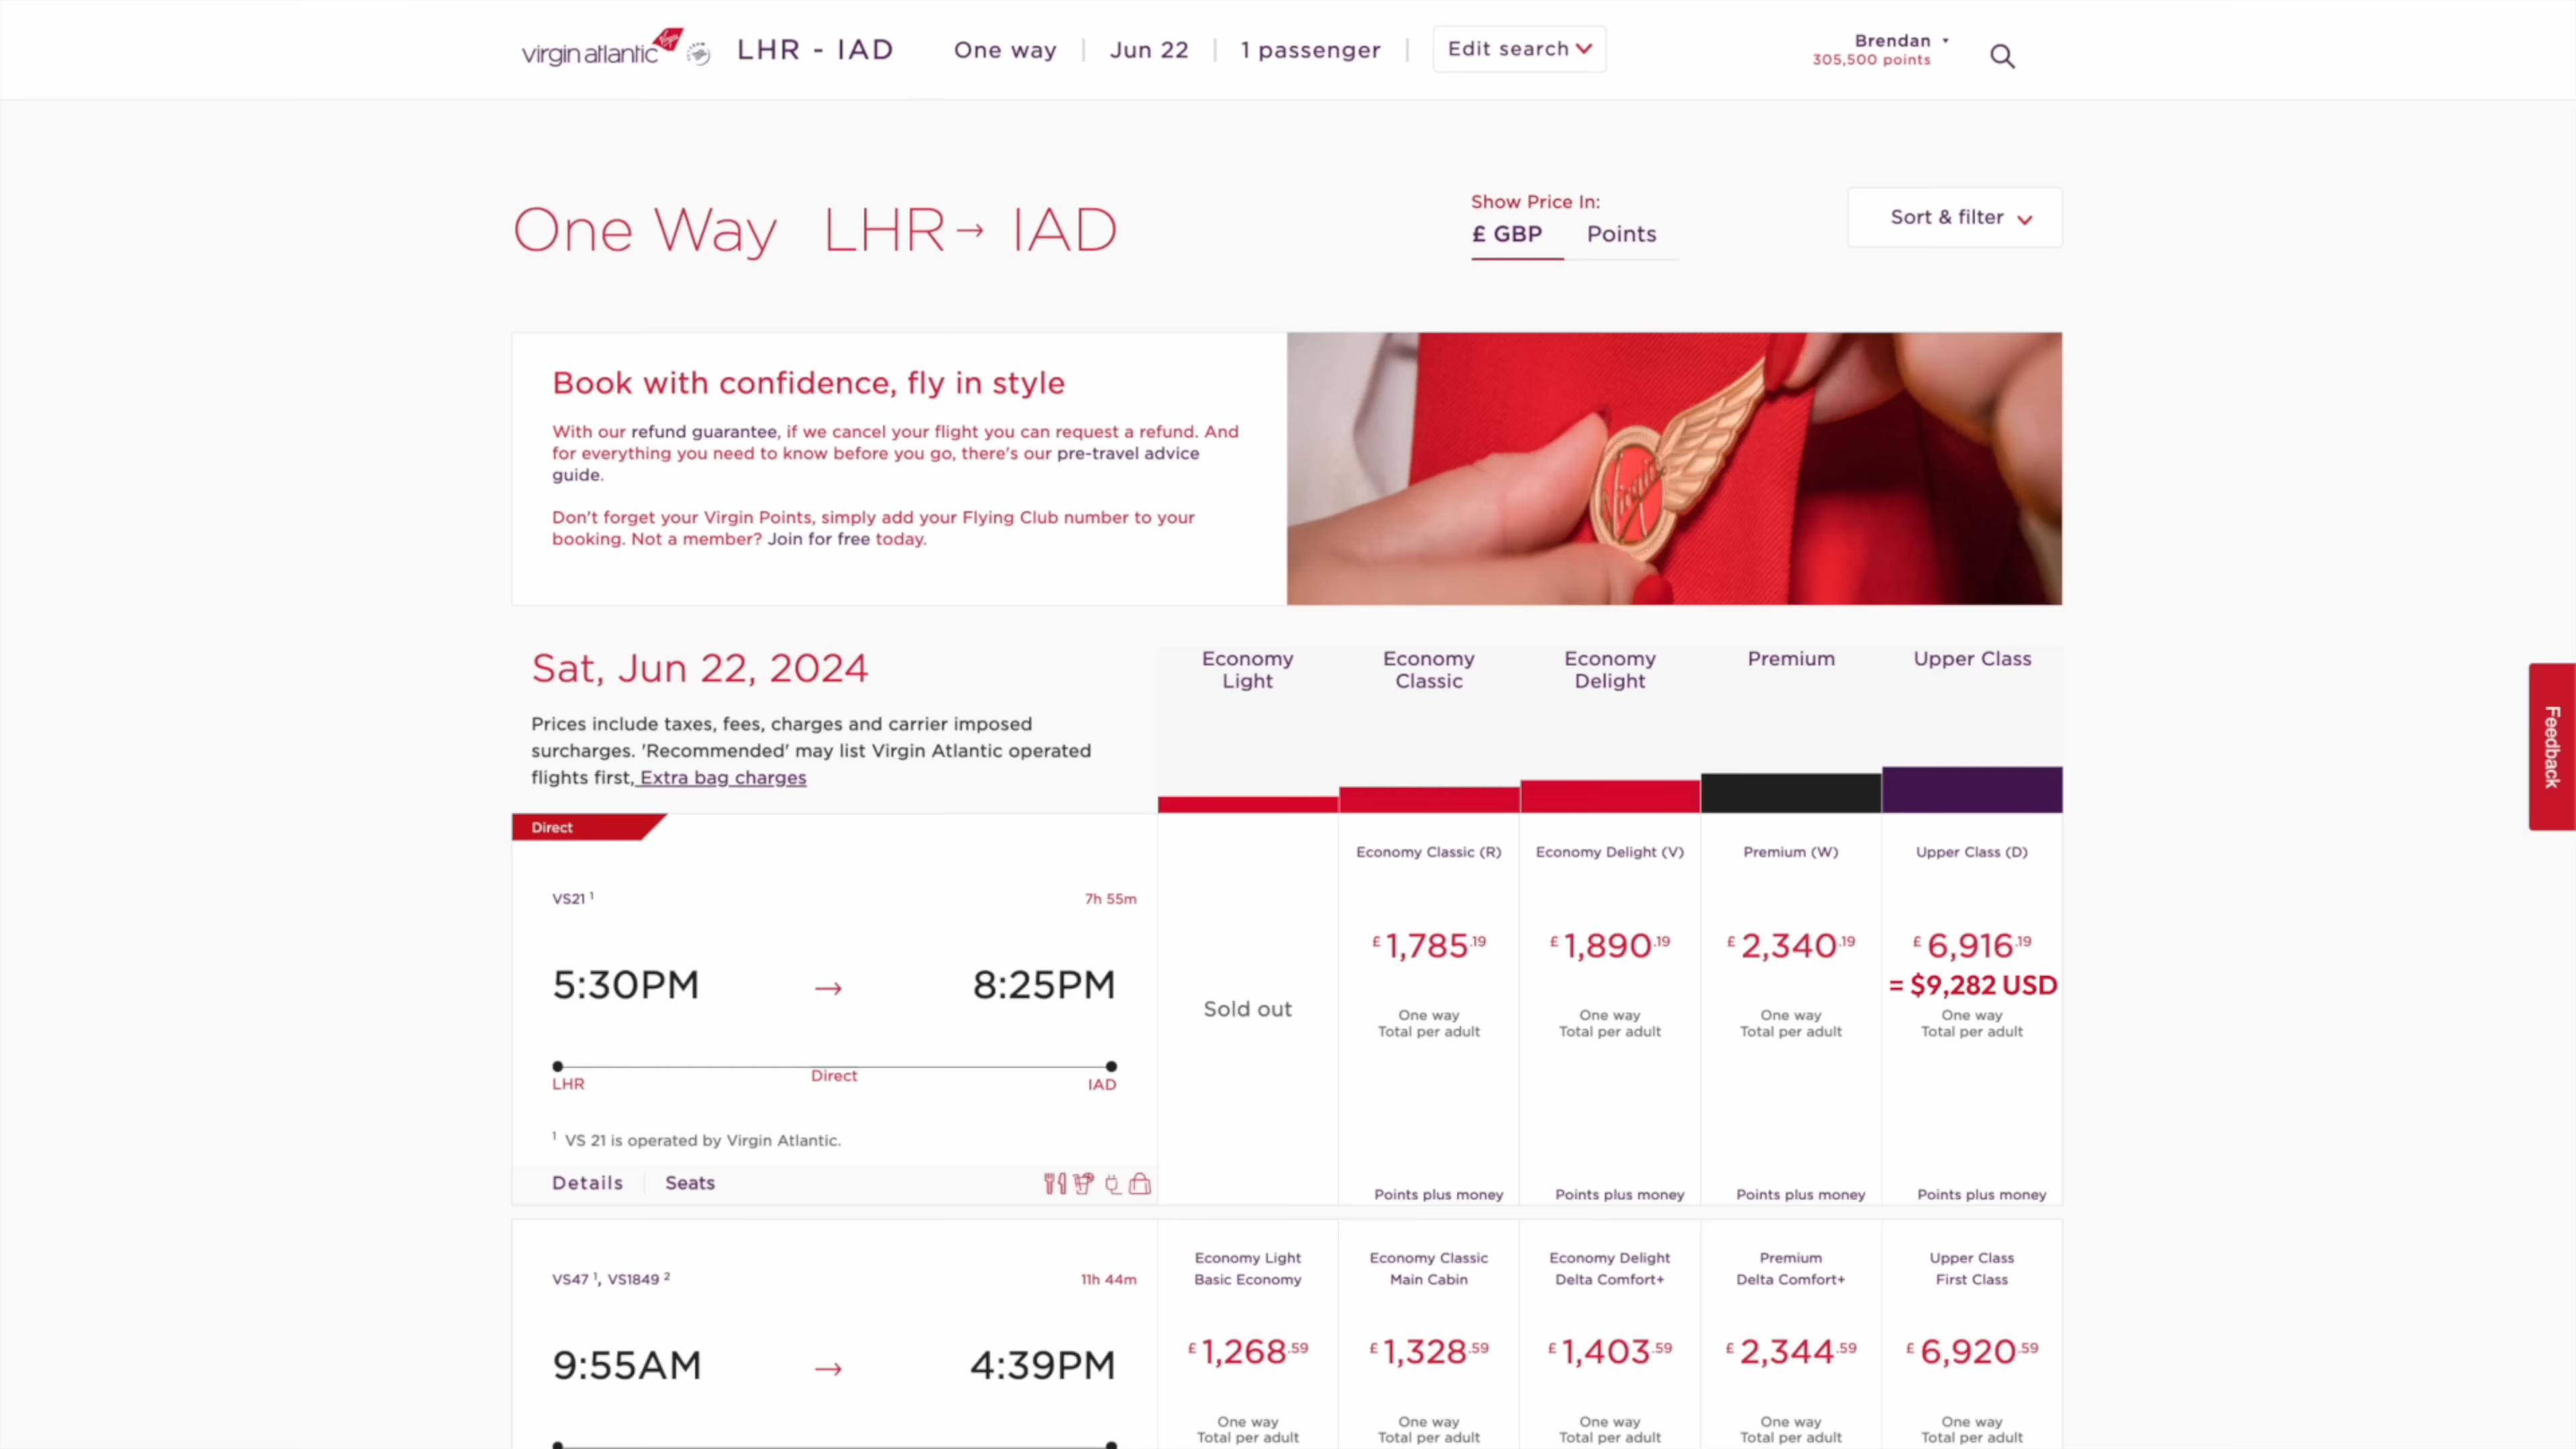 virgin atlantic
LHR - IAD
One way
Jun 22
1 passenger
Edit search
Brendan
305,500 points
One Way LHR → IAD
Show Price In:
£ GBP Points
Sort & filter
Book with confidence, fly in style
With our refund guarantee, if we cancel your flight you can request a refund. And
for everything you need to know before you go, there's our pre-travel advice
guide.
Don't forget your Virgin Points, simply add your Flying Club number to your
booking. Not a member? Join for free today.
Virgin
Sat, Jun 22, 2024
Prices include taxes, fees, charges and carrier imposed
surcharges. 'Recommended' may list Virgin Atlantic operated
flights first, Extra bag charges
Economy
Light
Economy
Classic
Economy
Delight
Premium
Upper Class
Feedback
Direct
VS21 ¹
7h 55m
5:30PM → 8:25PM
LHR
Direct
IAD
¹ VS 21 is operated by Virgin Atlantic.
Details
Seats
Sold out
Economy Classic (R)
£ 1,785.19
One way
Total per adult
Points plus money
Economy Delight (V)
£ 1,890.19
One way
Total per adult
Points plus money
Premium (W)
£ 2,340.19
One way
Total per adult
Points plus money
Upper Class (D)
£ 6,916.19
= $9,282 USD
One way
Total per adult
Points plus money
VS47 ¹, VS1849 ²
11h 44m
9:55AM → 4:39PM
Economy Light
Basic Economy
£ 1,268.59
One way
Total per adult
Economy Classic
Main Cabin
£ 1,328.59
One way
Total per adult
Economy Delight
Delta Comfort+
£ 1,403.59
One way
Total per adult
Premium
Delta Comfort+
£ 2,344.59
One way
Total per adult
Upper Class
First Class
£ 6,920.59
One way
Total per adult